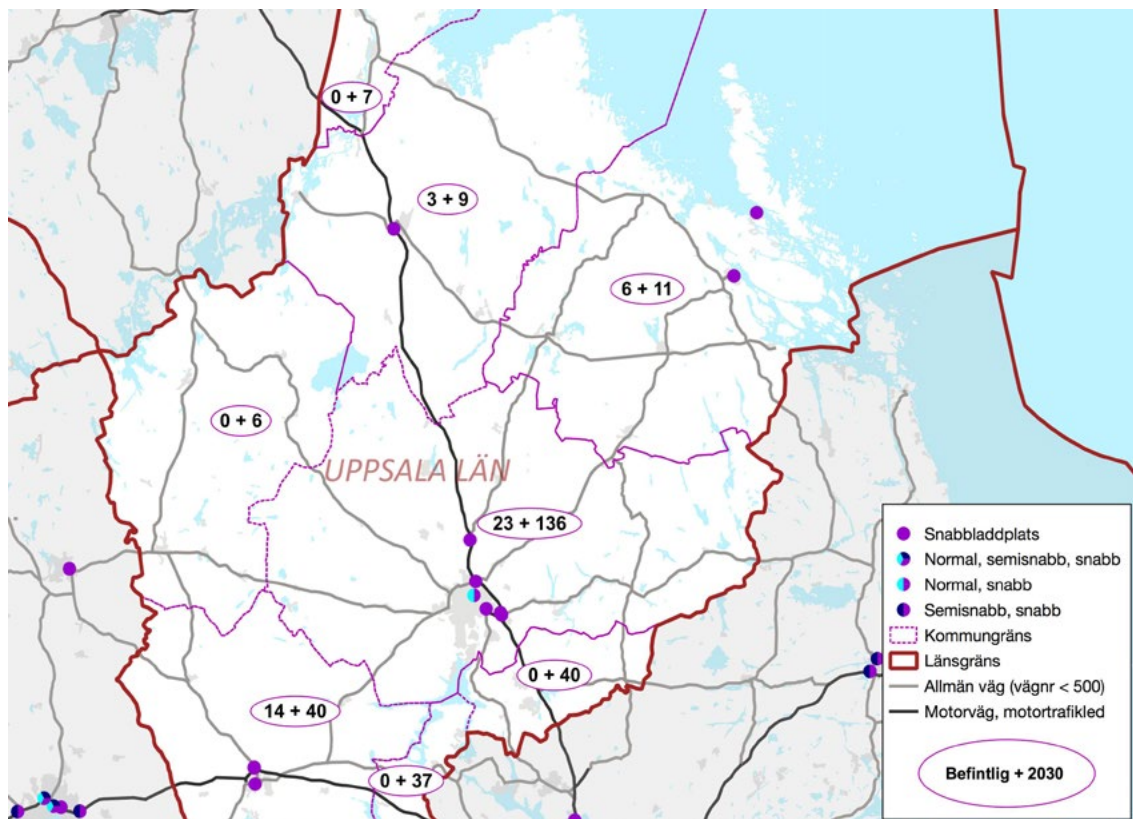 0 + 7
3 + 9
6 + 11
0 + 6
UPPSALA LÄN
23 + 136
0 + 40
14 + 40
0 + 37
Snabbladdplats
Normal, semisnabb, snabb
Normal, snabb
Semisnabb, snabb
Kommungräns
Länsgräns
Allmän väg (vägnr < 500)
Motorväg, motortrafikled
Befintlig + 2030